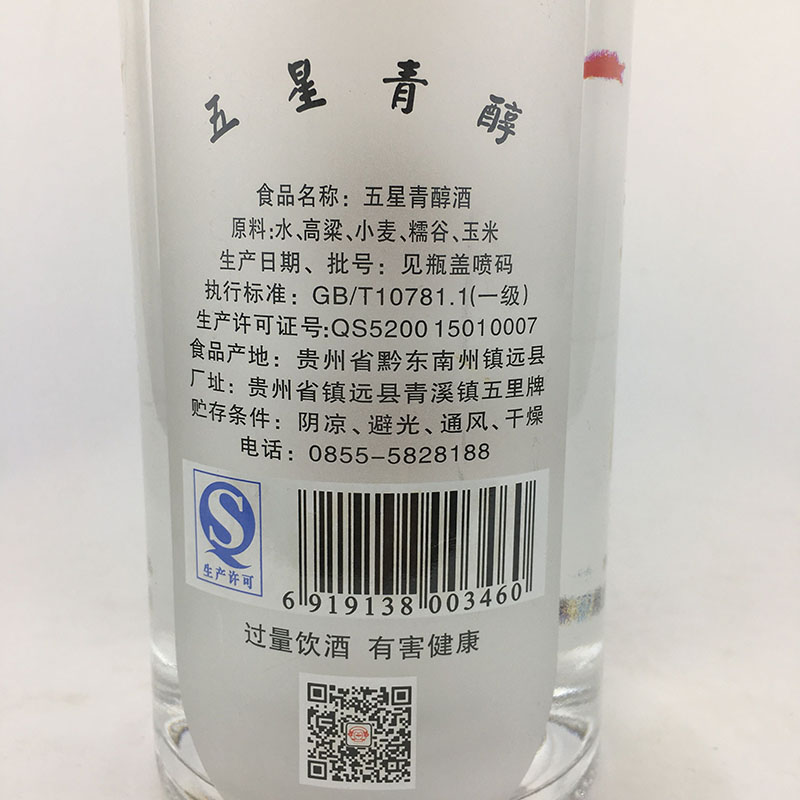 五星青醇
食品名称：五星青醇酒
原料:水、高粱、小麦、糯谷、玉米
生产日期、批号：见瓶盖喷码
执行标准：GB/T10781.1(一级)
生产许可证号:QS5200 1501 0007
食品产地：贵州省黔东南州镇远县
厂址：贵州省镇远县青溪镇五里牌
贮存条件：阴凉、避光、通风、干燥
电话：0855-5828188
生产许可
6 919138 003460
过量饮酒 有害健康